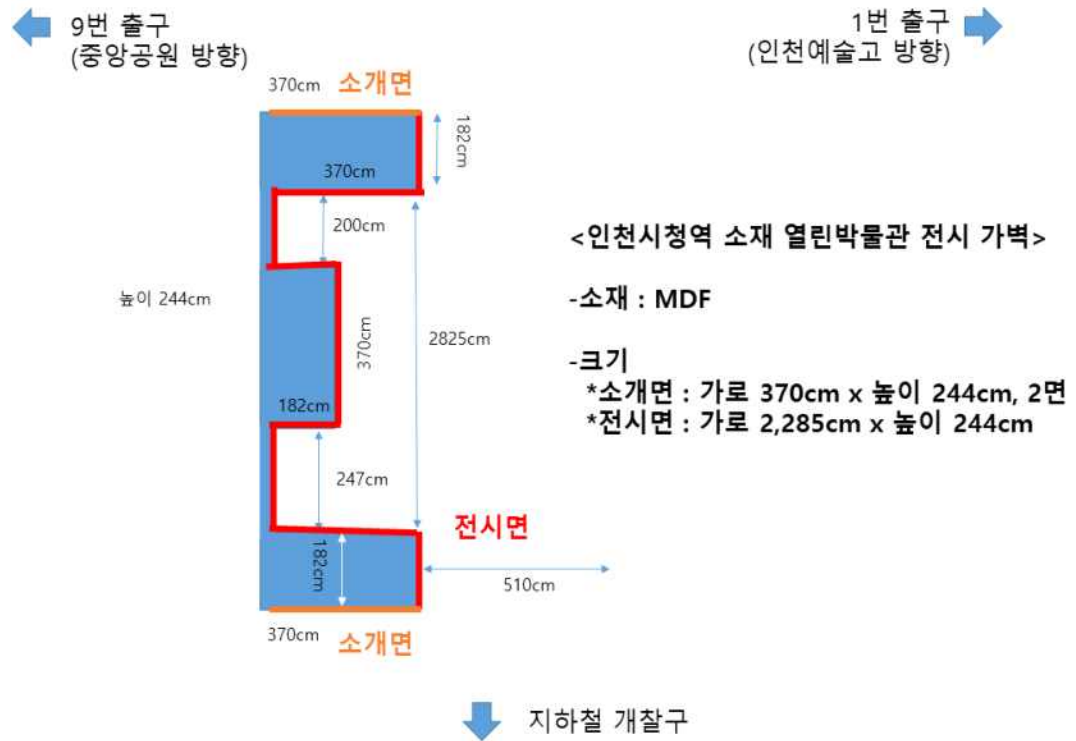 9번 출구
(중앙공원 방향)
1번 출구
(인천예술고 방향)
370cm 소개면
182cm
370cm
200cm
높이 244cm
370cm
2825cm
182cm
247cm
전시면
182cm
510cm
370cm 소개면
<인천시청역 소재 열린박물관 전시 가벽>
-소재 : MDF
-크기
*소개면 : 가로 370cm x 높이 244cm, 2면
*전시면 : 가로 2,285cm x 높이 244cm
지하철 개찰구